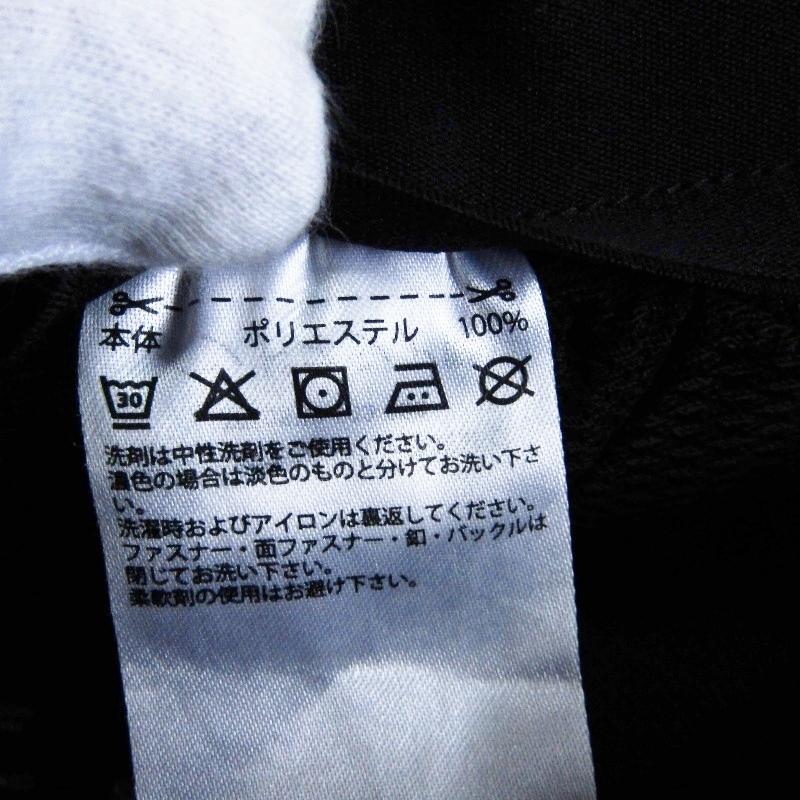 本体 ポリエステル 100%
30
洗剤は中性洗剤をご使用ください。
濃色の場合は淡色のものと分けてお洗い下さ
い。
洗濯時およびアイロンは裏返してください。
ファスナー・面ファスナー・釦・バックルは
閉じてお洗い下さい。
柔軟剤の使用はお避け下さい。